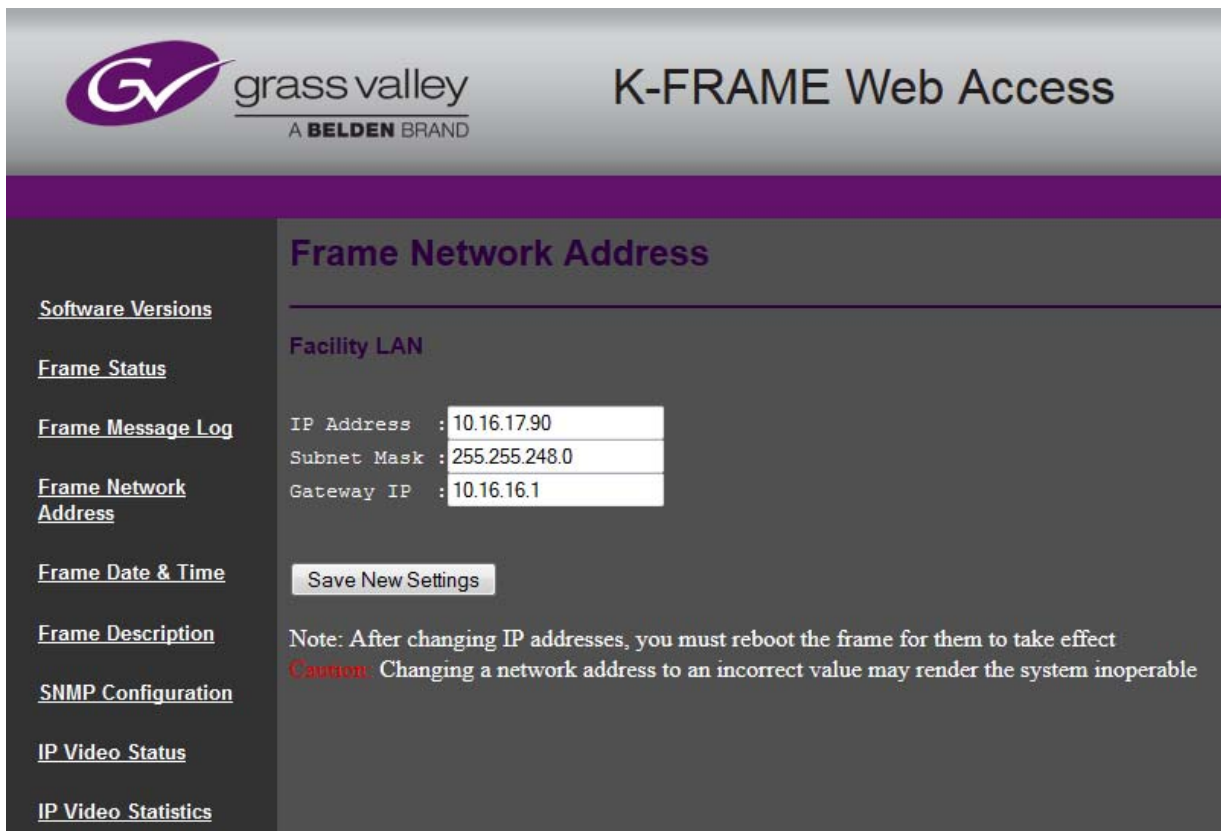 GV grass valley
A BELDEN BRAND
K-FRAME Web Access
Software Versions
Frame Status
Frame Message Log
Frame Network
Address
Frame Date & Time
Frame Description
SNMP Configuration
IP Video Status
IP Video Statistics
Frame Network Address
Facility LAN
IP Address : 10.16.17.90
Subnet Mask : 255.255.248.0
Gateway IP : 10.16.16.1
Save New Settings
Note: After changing IP addresses, you must reboot the frame for them to take effect
Caution: Changing a network address to an incorrect value may render the system inoperable